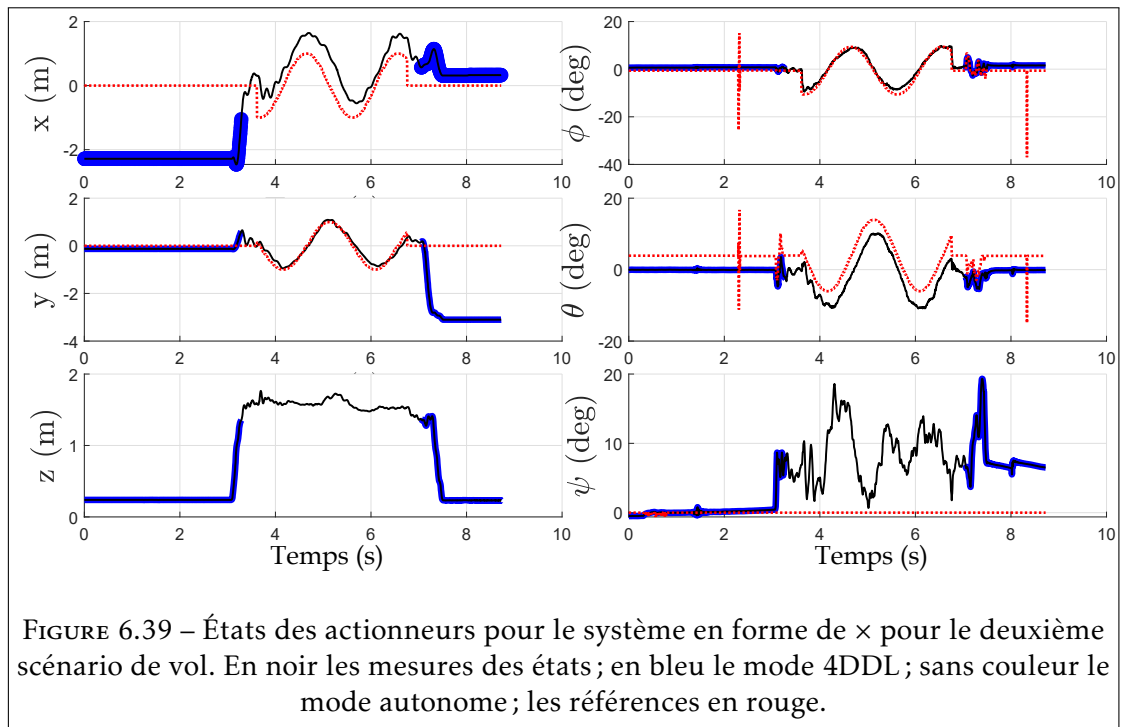 2
0
-2
x (m)
0 2 4 6 8 10
20
0
-20
-40
ϕ (deg)
0 2 4 6 8 10
2
0
-2
-4
y (m)
0 2 4 6 8 10
20
0
-20
θ (deg)
0 2 4 6 8 10
2
1
0
z (m)
0 2 4 6 8 10
Temps (s)
20
10
0
ψ (deg)
0 2 4 6 8 10
Temps (s)
FIGURE 6.39 – États des actionneurs pour le système en forme de × pour le deuxième
scénario de vol. En noir les mesures des états ; en bleu le mode 4DDL ; sans couleur le
mode autonome ; les références en rouge.